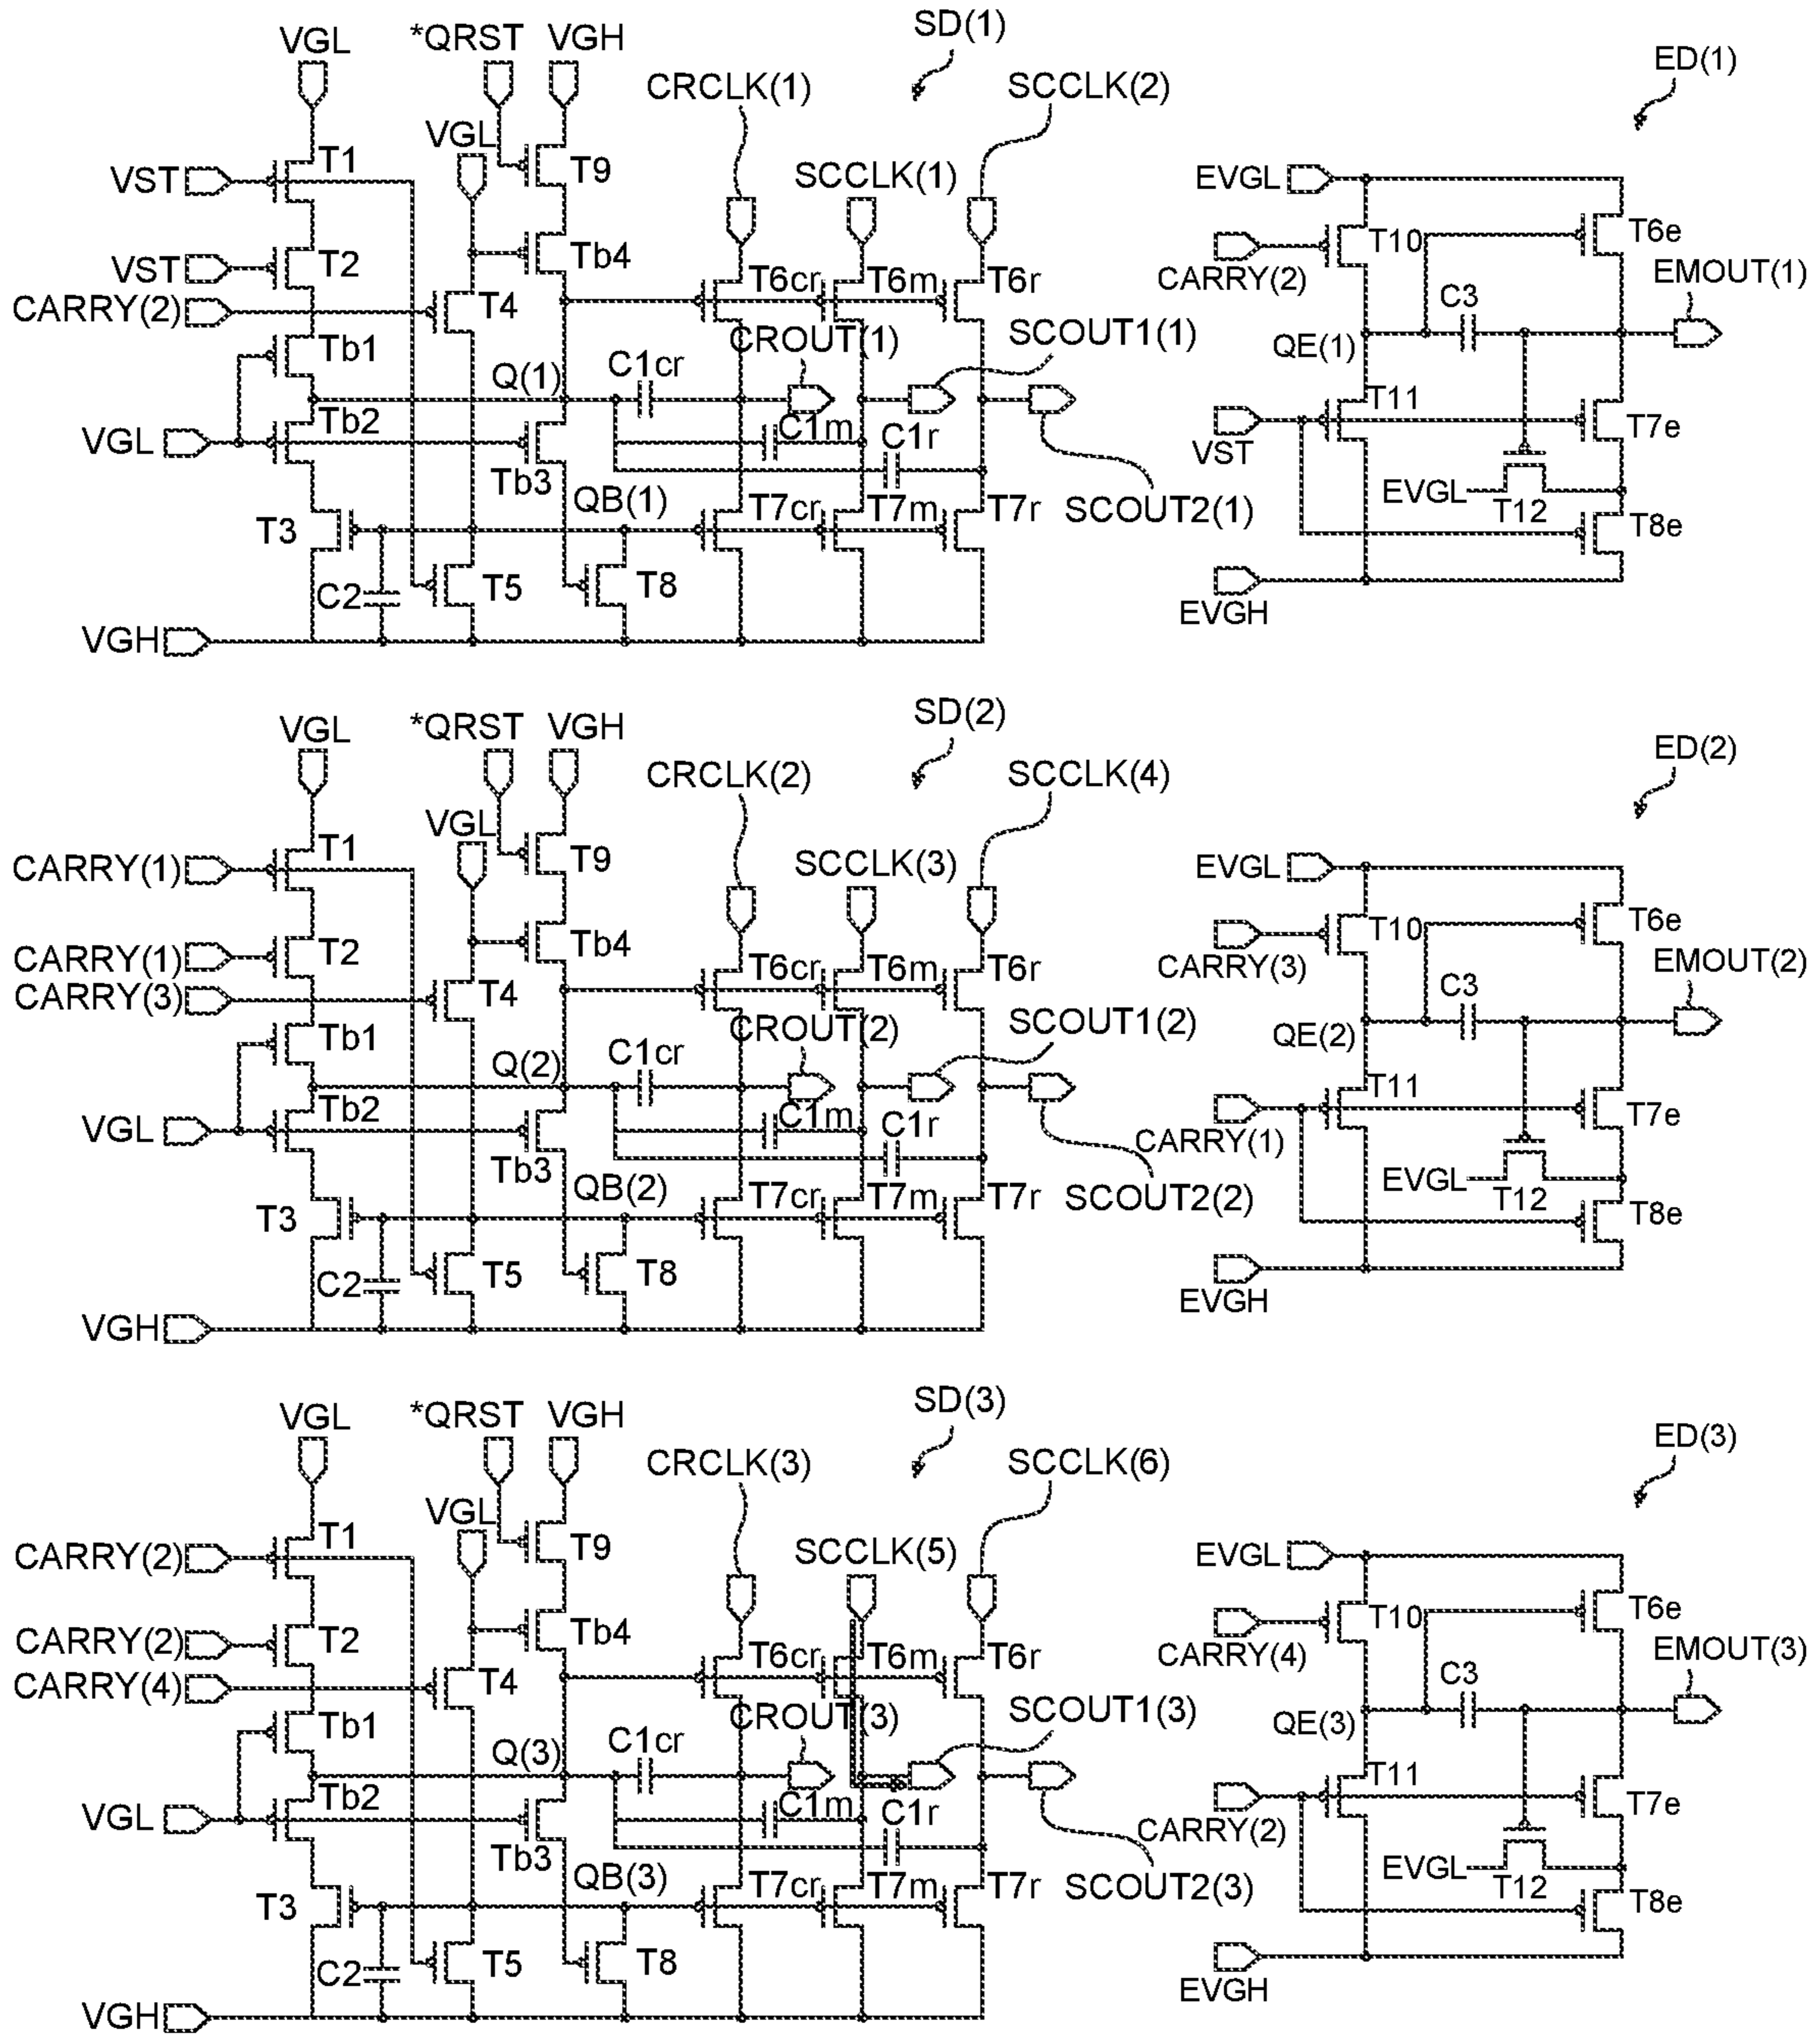 SD(1)
*QRST
VGL
VGH
ED(1)
CRCLK(1)
SCCLK(2)
VGL
T1
T9
VST
SCCLK(1)
EVGL
Tb4
T10
T6e
VST
T2
T6cr
T6m
T6r
CARRY(2)
EMOUT(1)
CARRY(2)
T4
C3
CROUT(1)
SCOUT1(1)
Tb1
QE(1)
Q(1)
C1cr
T11
Tb2
C1m
C1r
T7e
VGL
VST
Tb3
QB(1)
EVGL
T7cr
T7m
T7r
SCOUT2(1)
T12
T3
T8e
C2
T5
T8
EVGH
VGH
SD(2)
*QRST
VGH
VGL
ED(2)
CRCLK(2)
SCCLK(4)
VGL
T1
T9
SCCLK(3)
EVGL
CARRY(1)
T6e
T10
Tb4
CARRY(1)
T2
T6cr
T6m
T6r
CARRY(3)
EMOUT(2)
CARRY(3)
T4
C3
SCOUT1(2)
CROUT(2)
Tb1
QE(2)
Q(2)
C1cr
T11
Tb2
C1m
C1r
T7e
VGL
CARRY(1)
Tb3
EVGL
QB(2)
T7cr
T7m
T7r
SCOUT2(2)
T12
T3
T8e
C2
T5
T8
EVGH
VGH
SD(3)
*QRST
VGH
VGL
ED(3)
CRCLK(3)
SCCLK(6)
VGL
T1
T9
SCCLK(5)
EVGL
CARRY(2)
T6e
T10
Tb4
CARRY(2)
T2
T6cr
T6m
T6r
CARRY(4)
EMOUT(3)
CARRY(4)
T4
C3
SCOUT1(3)
CROUT(3)
Tb1
QE(3)
Q(3)
C1cr
T11
Tb2
C1m
C1r
T7e
VGL
CARRY(2)
Tb3
EVGL
QB(3)
T7cr
T7m
T7r
SCOUT2(3)
T12
T3
T8e
C2
T5
T8
EVGH
VGH